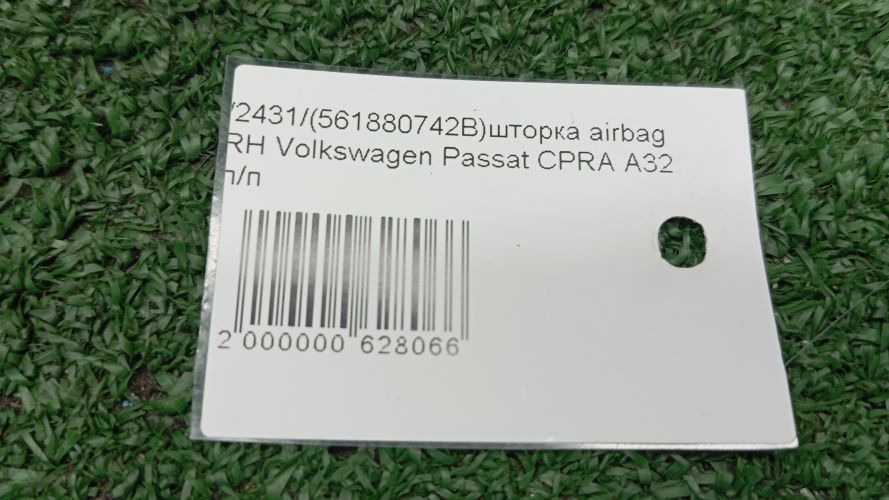 /2431/(561880742B)шторка airbag
RH Volkswagen Passat CPRA A32
п/п
2 000000 628066